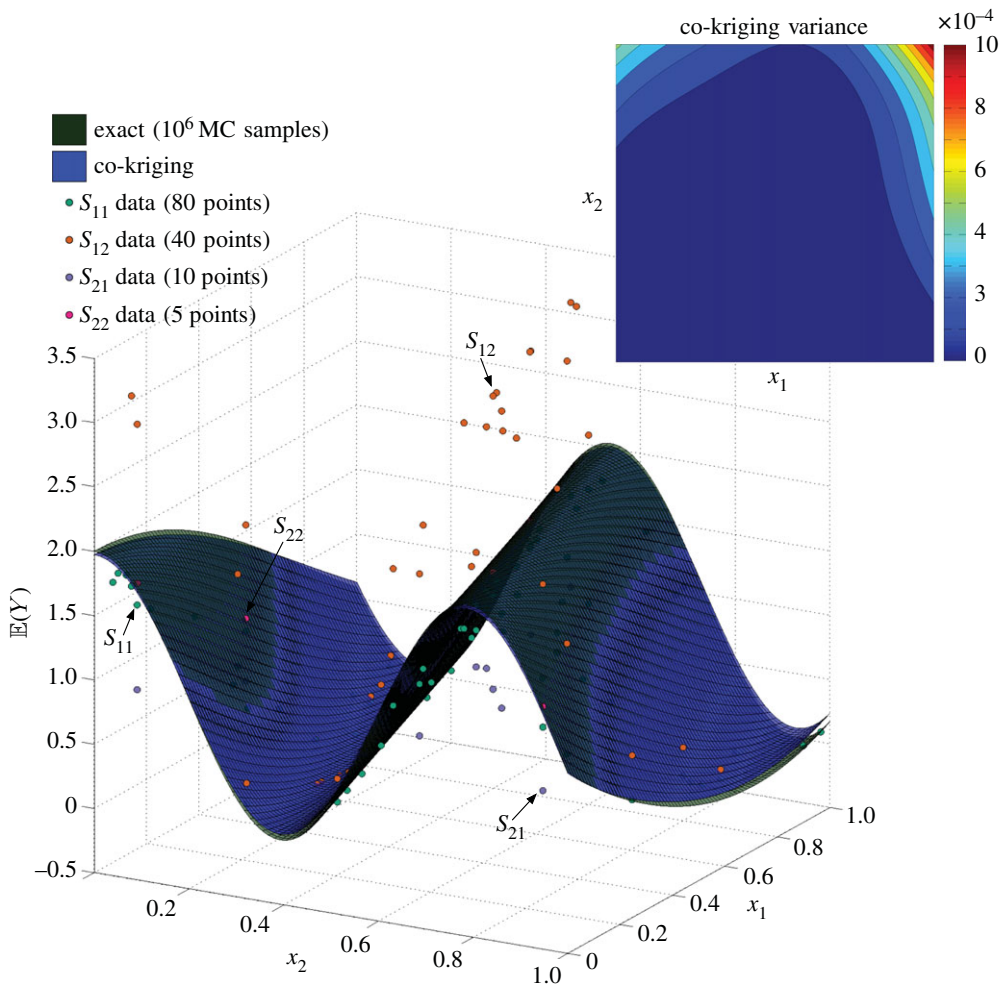 co-kriging variance
×10⁻⁴
10
8
6
4
3
0
x₂
x₁
exact (10⁶ MC samples)
co-kriging
S₁₁ data (80 points)
S₁₂ data (40 points)
S₂₁ data (10 points)
S₂₂ data (5 points)
3.5
3.0
2.5
2.0
1.5
1.0
0.5
0
−0.5
𝔼(Y)
S₁₂
S₂₂
S₁₁
S₂₁
0.2
0.4
0.6
0.8
1.0
x₂
0
0.2
0.4
0.6
0.8
1.0
x₁